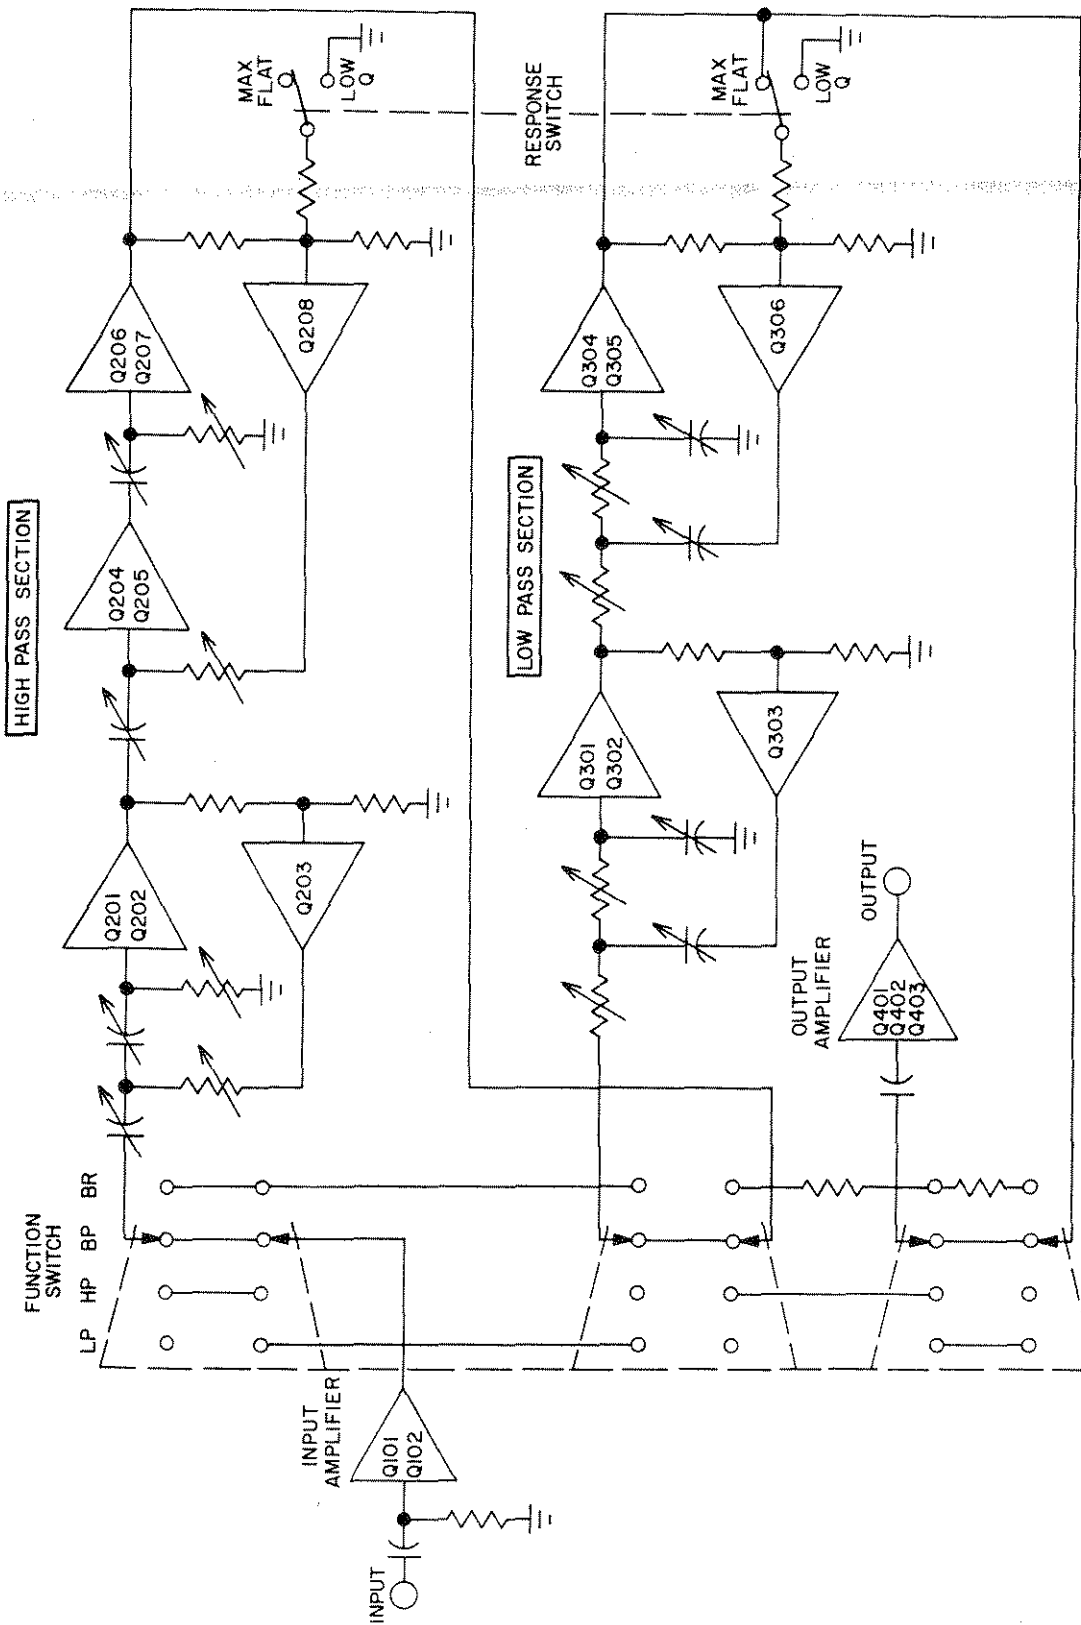 HIGH PASS SECTION
Q201
Q202
Q203
Q204
Q205
Q206
Q207
Q208
MAX
FLAT
LOW
Q
RESPONSE
SWITCH
FUNCTION
SWITCH
LP
HP
BP
BR
INPUT
INPUT
AMPLIFIER
Q101
Q102
LOW PASS SECTION
Q301
Q302
Q303
Q304
Q305
Q306
MAX
FLAT
LOW
Q
OUTPUT
AMPLIFIER
Q401
Q402
Q403
OUTPUT